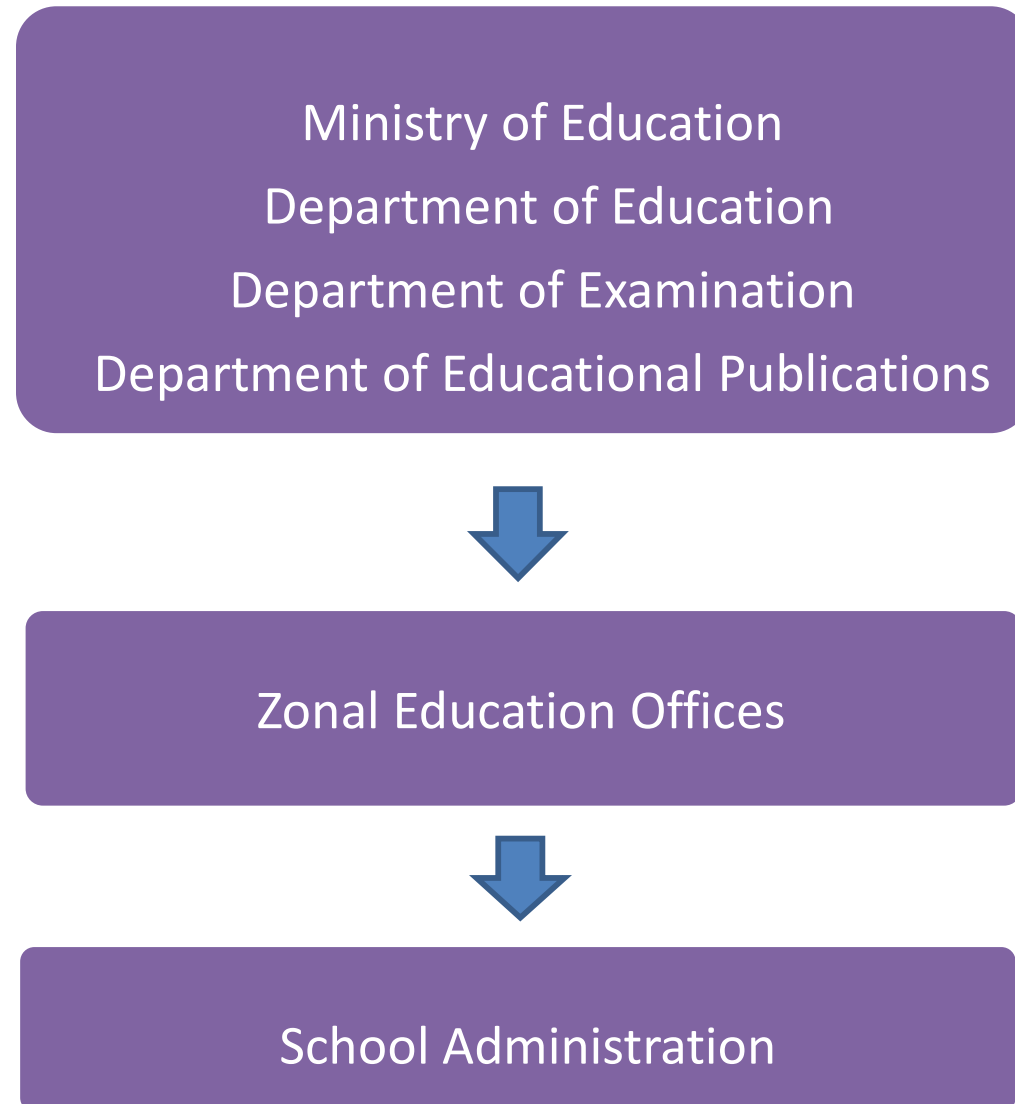 Ministry of Education
Department of Education
Department of Examination
Department of Educational Publications
Zonal Education Offices
School Administration